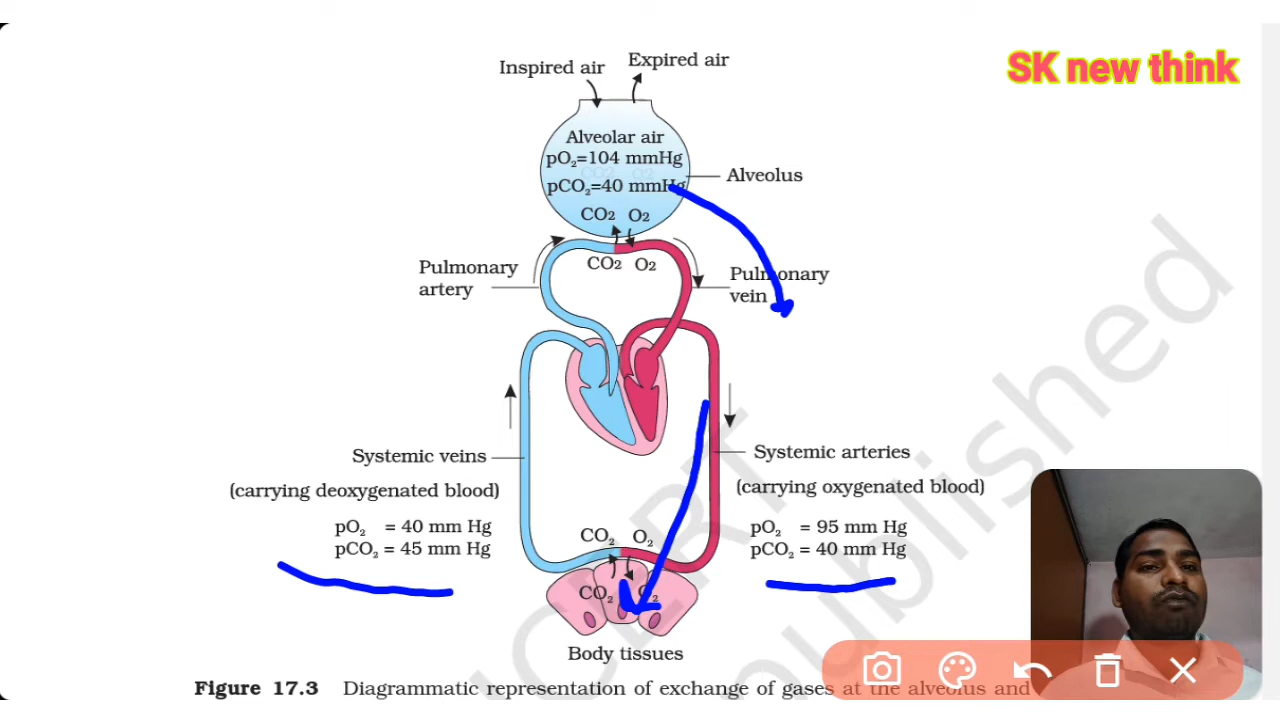 SK new think
Inspired air
Expired air
Alveolar air
pO₂=104 mmHg
pCO₂=40 mmHg
Alveolus
CO₂ O₂
CO₂ O₂
Pulmonary
artery
Pulmonary
vein
Systemic veins
(carrying deoxygenated blood)
pO₂ = 40 mm Hg
pCO₂ = 45 mm Hg
Systemic arteries
(carrying oxygenated blood)
pO₂ = 95 mm Hg
pCO₂ = 40 mm Hg
CO₂ O₂
CO₂ O₂
Body tissues
Figure 17.3 Diagrammatic representation of exchange of gases at the alveolus and
NCERT
published